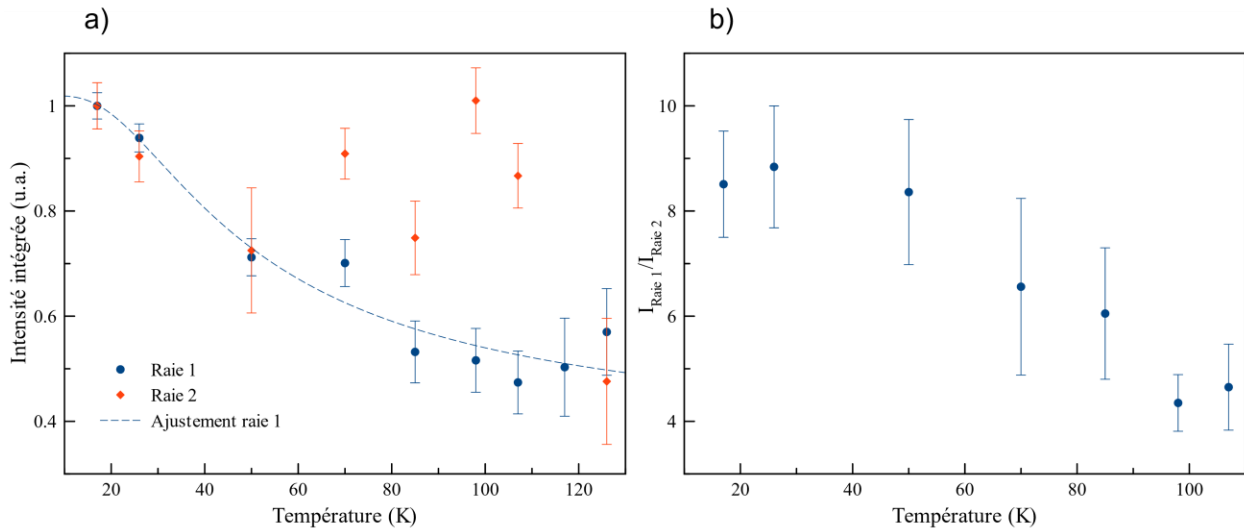 a)
Intensité intégrée (u.a.)
1
0.8
0.6
0.4
Raie 1
Raie 2
Ajustement raie 1
20 40 60 80 100 120
Température (K)
b)
I_Raie 1/I_Raie 2
10
8
6
4
20 40 60 80 100
Température (K)